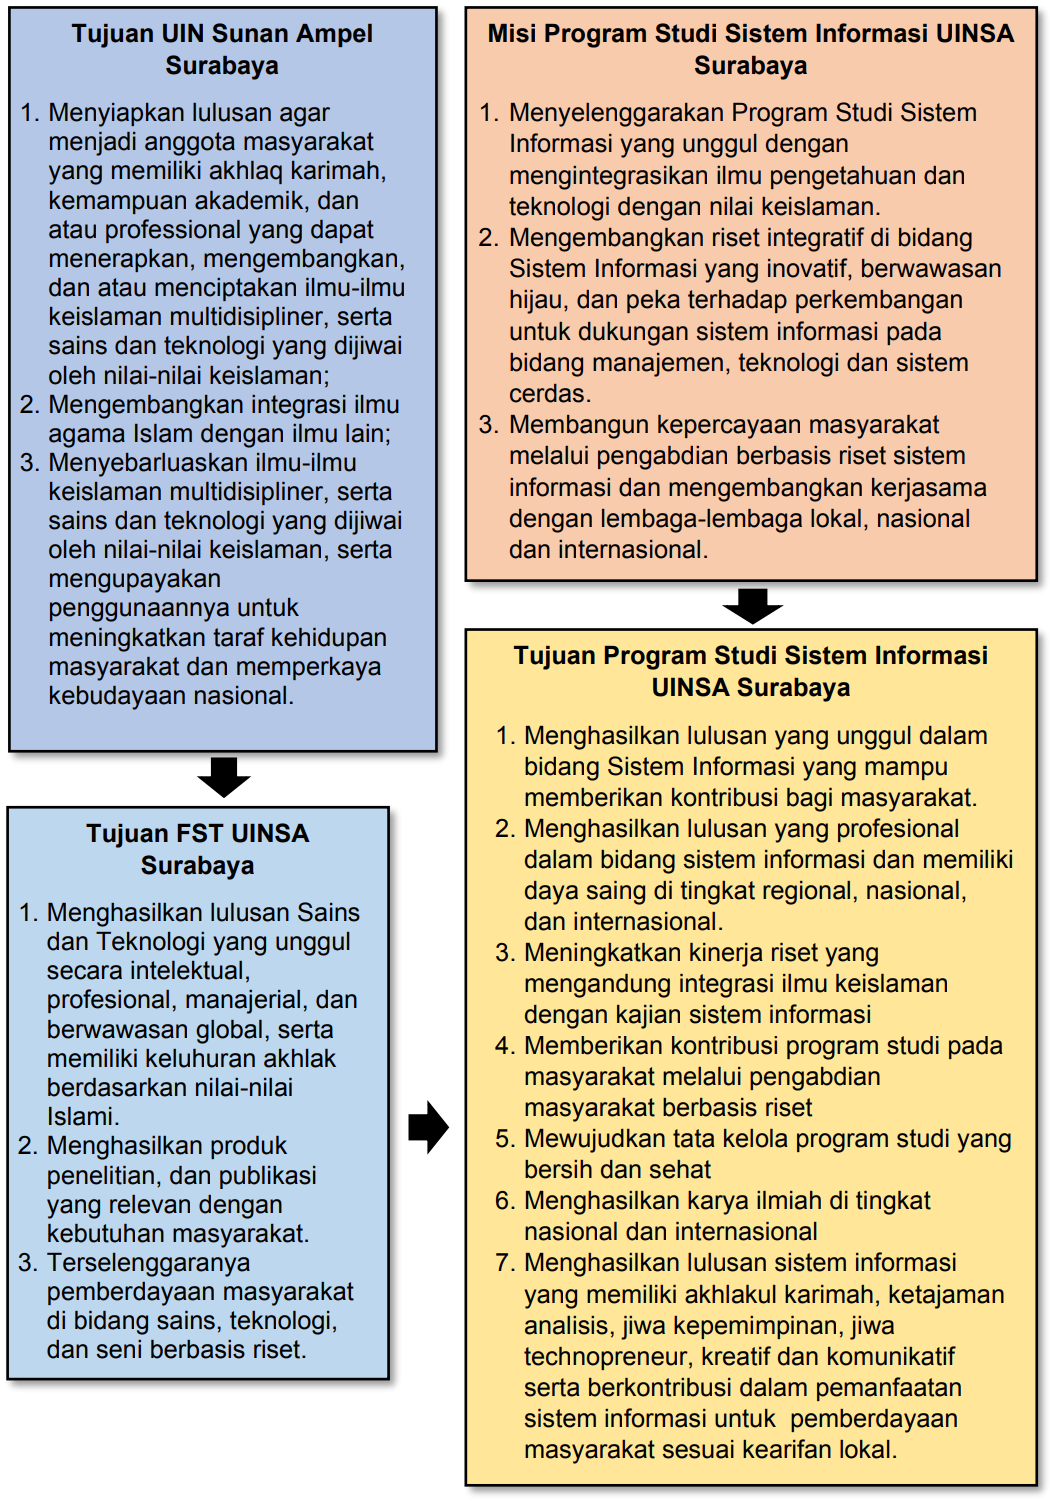 Tujuan UIN Sunan Ampel
Surabaya
1. Menyiapkan lulusan agar
menjadi anggota masyarakat
yang memiliki akhlaq karimah,
kemampuan akademik, dan
atau professional yang dapat
menerapkan, mengembangkan,
dan atau menciptakan ilmu-ilmu
keislaman multidisipliner, serta
sains dan teknologi yang dijiwai
oleh nilai-nilai keislaman;
2. Mengembangkan integrasi ilmu
agama Islam dengan ilmu lain;
3. Menyebarluaskan ilmu-ilmu
keislaman multidisipliner, serta
sains dan teknologi yang dijiwai
oleh nilai-nilai keislaman, serta
mengupayakan
penggunaannya untuk
meningkatkan taraf kehidupan
masyarakat dan memperkaya
kebudayaan nasional.
Tujuan FST UINSA
Surabaya
1. Menghasilkan lulusan Sains
dan Teknologi yang unggul
secara intelektual,
profesional, manajerial, dan
berwawasan global, serta
memiliki keluhuran akhlak
berdasarkan nilai-nilai
Islami.
2. Menghasilkan produk
penelitian, dan publikasi
yang relevan dengan
kebutuhan masyarakat.
3. Terselenggaranya
pemberdayaan masyarakat
di bidang sains, teknologi,
dan seni berbasis riset.
Misi Program Studi Sistem Informasi UINSA
Surabaya
1. Menyelenggarakan Program Studi Sistem
Informasi yang unggul dengan
mengintegrasikan ilmu pengetahuan dan
teknologi dengan nilai keislaman.
2. Mengembangkan riset integratif di bidang
Sistem Informasi yang inovatif, berwawasan
hijau, dan peka terhadap perkembangan
untuk dukungan sistem informasi pada
bidang manajemen, teknologi dan sistem
cerdas.
3. Membangun kepercayaan masyarakat
melalui pengabdian berbasis riset sistem
informasi dan mengembangkan kerjasama
dengan lembaga-lembaga lokal, nasional
dan internasional.
Tujuan Program Studi Sistem Informasi
UINSA Surabaya
1. Menghasilkan lulusan yang unggul dalam
bidang Sistem Informasi yang mampu
memberikan kontribusi bagi masyarakat.
2. Menghasilkan lulusan yang profesional
dalam bidang sistem informasi dan memiliki
daya saing di tingkat regional, nasional,
dan internasional.
3. Meningkatkan kinerja riset yang
mengandung integrasi ilmu keislaman
dengan kajian sistem informasi
4. Memberikan kontribusi program studi pada
masyarakat melalui pengabdian
masyarakat berbasis riset
5. Mewujudkan tata kelola program studi yang
bersih dan sehat
6. Menghasilkan karya ilmiah di tingkat
nasional dan internasional
7. Menghasilkan lulusan sistem informasi
yang memiliki akhlakul karimah, ketajaman
analisis, jiwa kepemimpinan, jiwa
technopreneur, kreatif dan komunikatif
serta berkontribusi dalam pemanfaatan
sistem informasi untuk pemberdayaan
masyarakat sesuai kearifan lokal.